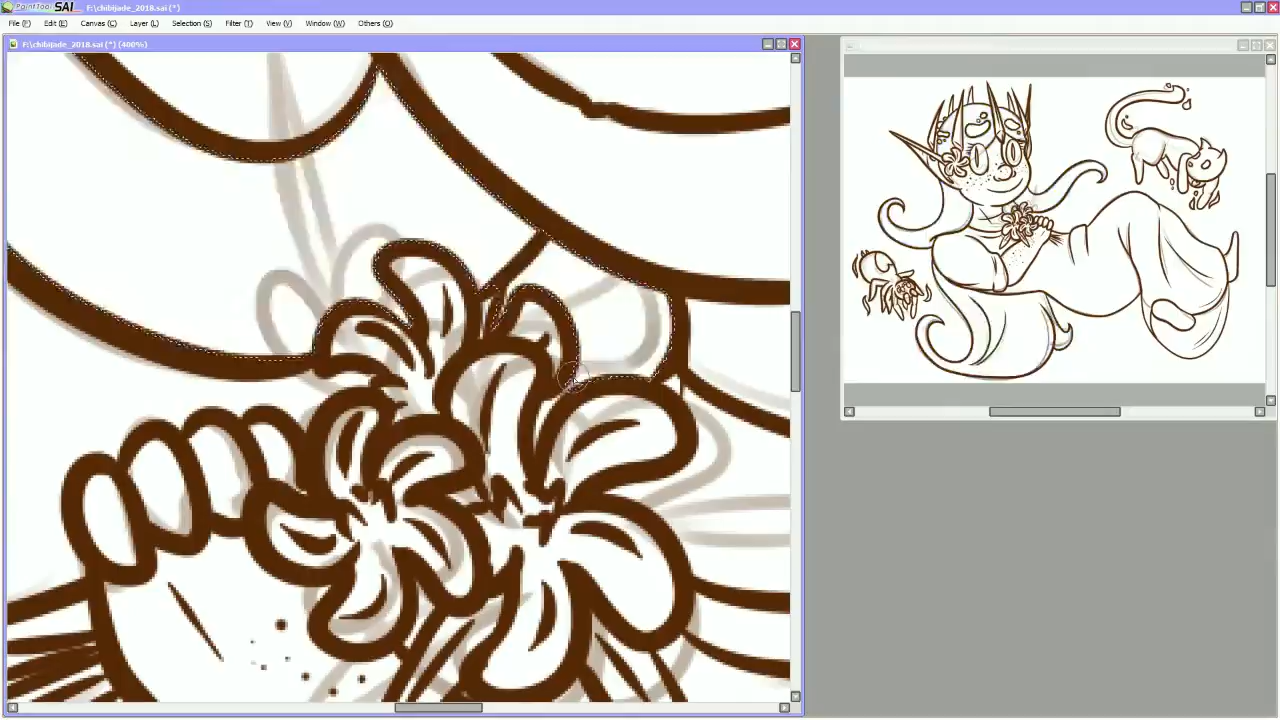 PaintTool SAI F:\chibijade_2018.sai (*)
File (F) Edit (E) Canvas (C) Layer (L) Selection (S) Filter (T) View (V) Window (W) Others (O)
F:\chibijade_2018.sai (*) (400%)